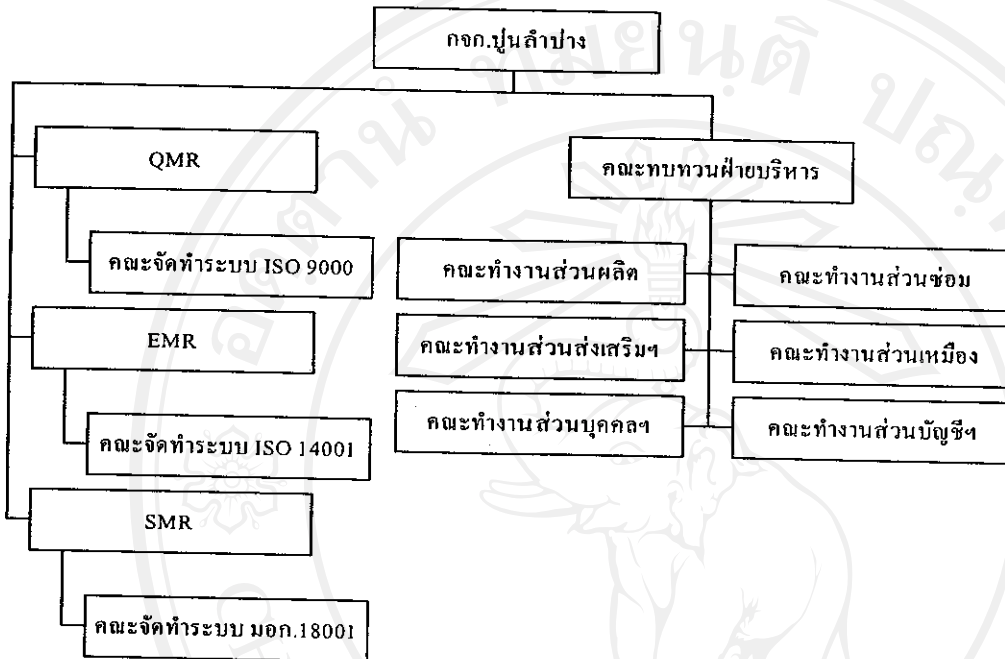 กจก.ปูนลำปาง
QMR
คณะทบทวนฝ่ายบริหาร
คณะจัดทำระบบ ISO 9000
คณะทำงานส่วนผลิต
คณะทำงานส่วนซ่อม
EMR
คณะทำงานส่วนส่งเสริมฯ
คณะทำงานส่วนเหมือง
คณะจัดทำระบบ ISO 14001
คณะทำงานส่วนบุคคลฯ
คณะทำงานส่วนบัญชีฯ
SMR
คณะจัดทำระบบ มอก.18001